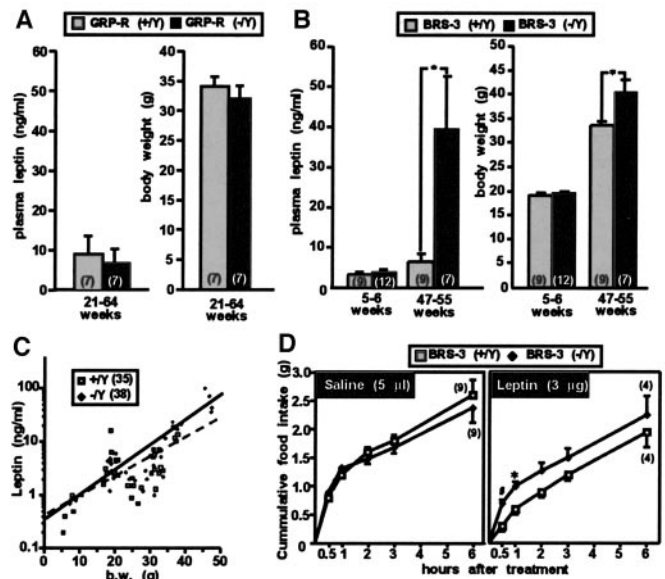 A
GRP-R (+/Y) GRP-R (-/Y)
plasma leptin (ng/ml)
60
50
40
30
20
10
0
(7) (7)
21-64
weeks
body weight (g)
40
35
30
25
20
15
10
5
0
(7) (7)
21-64
weeks
B
BRS-3 (+/Y) BRS-3 (-/Y)
plasma leptin (ng/ml)
60
50
40
30
20
10
0
*
(9) (12) (9) (7)
5-6
weeks
47-55
weeks
body weight (g)
50
40
30
20
10
0
*
(9) (12) (9) (7)
5-6
weeks
47-55
weeks
C
+/Y (35)
-/Y (38)
Leptin (ng/ml)
100
10
1
0.1
0 10 20 30 40 50
b.w. (g)
D
BRS-3 (+/Y) BRS-3 (-/Y)
Cummulative food intake (g)
3.0
2.5
2.0
1.5
1.0
0.5
0.0
Saline (5 µl)
(9)
(9)
0.5 1 2 3 6
Leptin (3 µg)
(4)
(4)
# *
0.5 1 2 3 6
hours after treatment